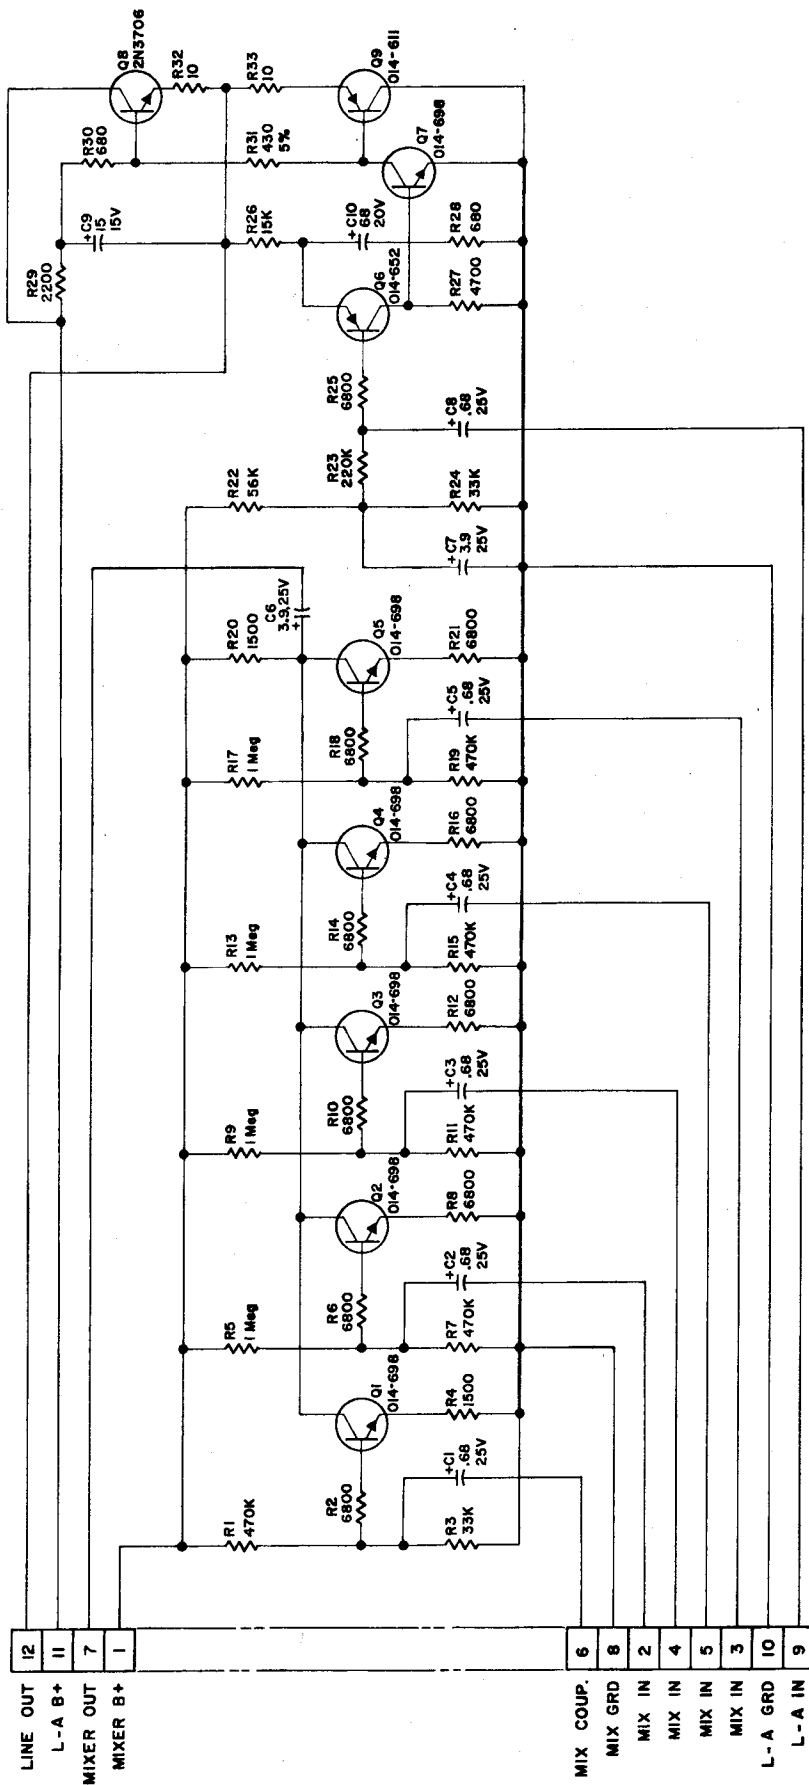 LINE OUT 12
L-A B+ 11
MIXER OUT 7
MIXER B+ 1
MIX COUP. 6
MIX GRD 8
MIX IN 2
MIX IN 4
MIX IN 5
MIX IN 3
L-A GRD 10
L-A IN 9
R1
470K
R2
6800
R3
33K
+C1
.68
25V
Q1
014-698
R4
1500
R5
1 Meg
R6
6800
R7
470K
+C2
.68
25V
Q2
014-698
R8
6800
R9
1 Meg
R10
6800
R11
470K
+C3
.68
25V
Q3
014-698
R12
6800
R13
1 Meg
R14
6800
R15
470K
+C4
.68
25V
Q4
014-698
R16
6800
R17
1 Meg
R18
6800
R19
470K
+C5
.68
25V
R20
1500
C6
3.9,25V
+
Q5
014-698
R21
6800
R22
56K
+C7
3.9
25V
R23
220K
R24
33K
+C8
.68
25V
R25
6800
Q6
014-652
R27
4700
R26
15K
+C10
68
20V
R28
680
R29
2200
+C9
15
15V
R30
680
R31
430
5%
Q7
014-698
Q8
2N3706
R32
10
R33
10
Q9
014-611